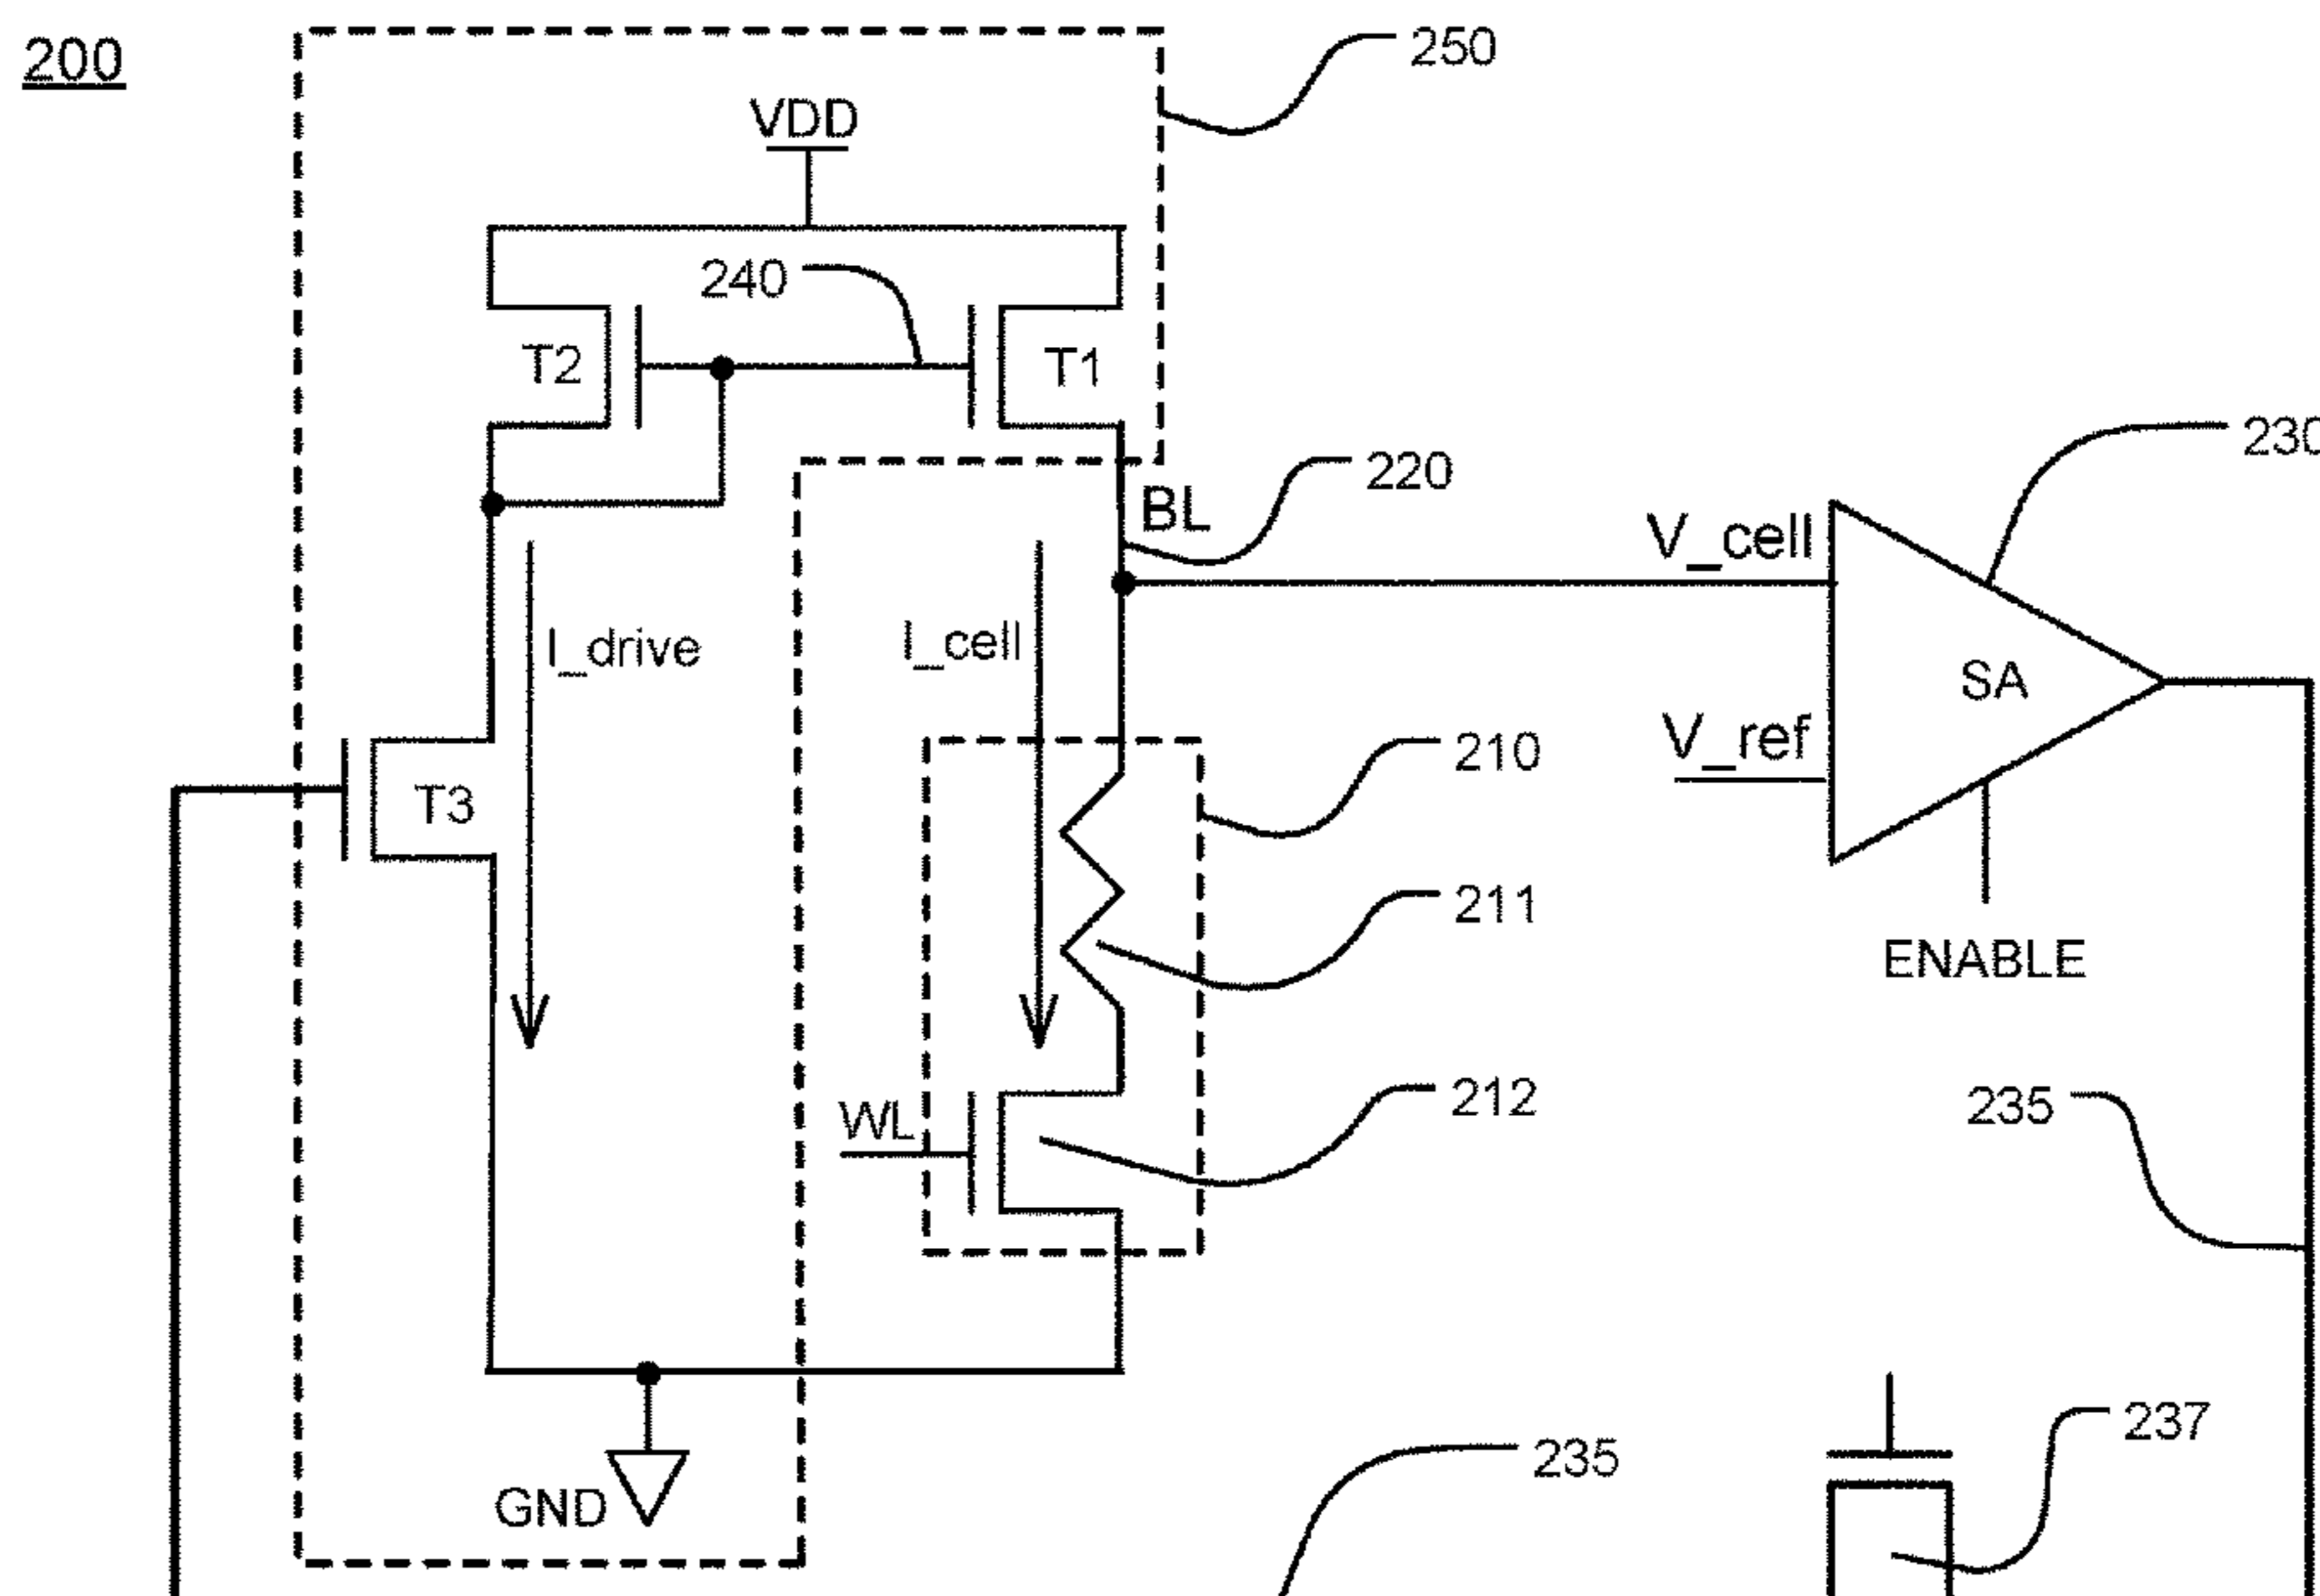 200
250
VDD
240
T2
T1
220
230
BL
V_cell
I_drive
I_cell
SA
V_ref
210
T3
211
ENABLE
212
WL
235
237
235
GND